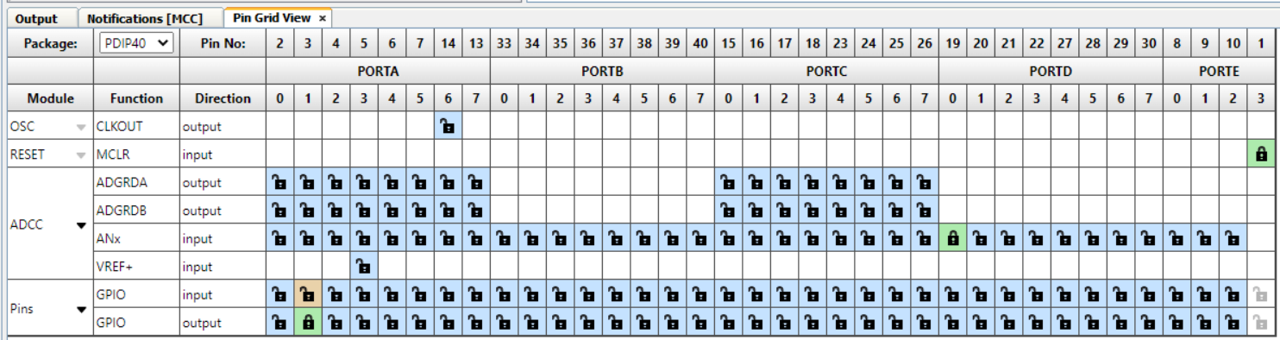 Output Notifications [MCC] Pin Grid View ×
Package: PDIP40 Pin No: 2 3 4 5 6 7 14 13 33 34 35 36 37 38 39 40 15 16 17 18 23 24 25 26 19 20 21 22 27 28 29 30 8 9 10 1
PORTA PORTB PORTC PORTD PORTE
Module Function Direction 0 1 2 3 4 5 6 7 0 1 2 3 4 5 6 7 0 1 2 3 4 5 6 7 0 1 2 3 4 5 6 7 0 1 2 3
OSC CLKOUT output
RESET MCLR input
ADCC
ADGRDA output
ADGRDB output
ANx input
VREF+ input
Pins
GPIO input
GPIO output